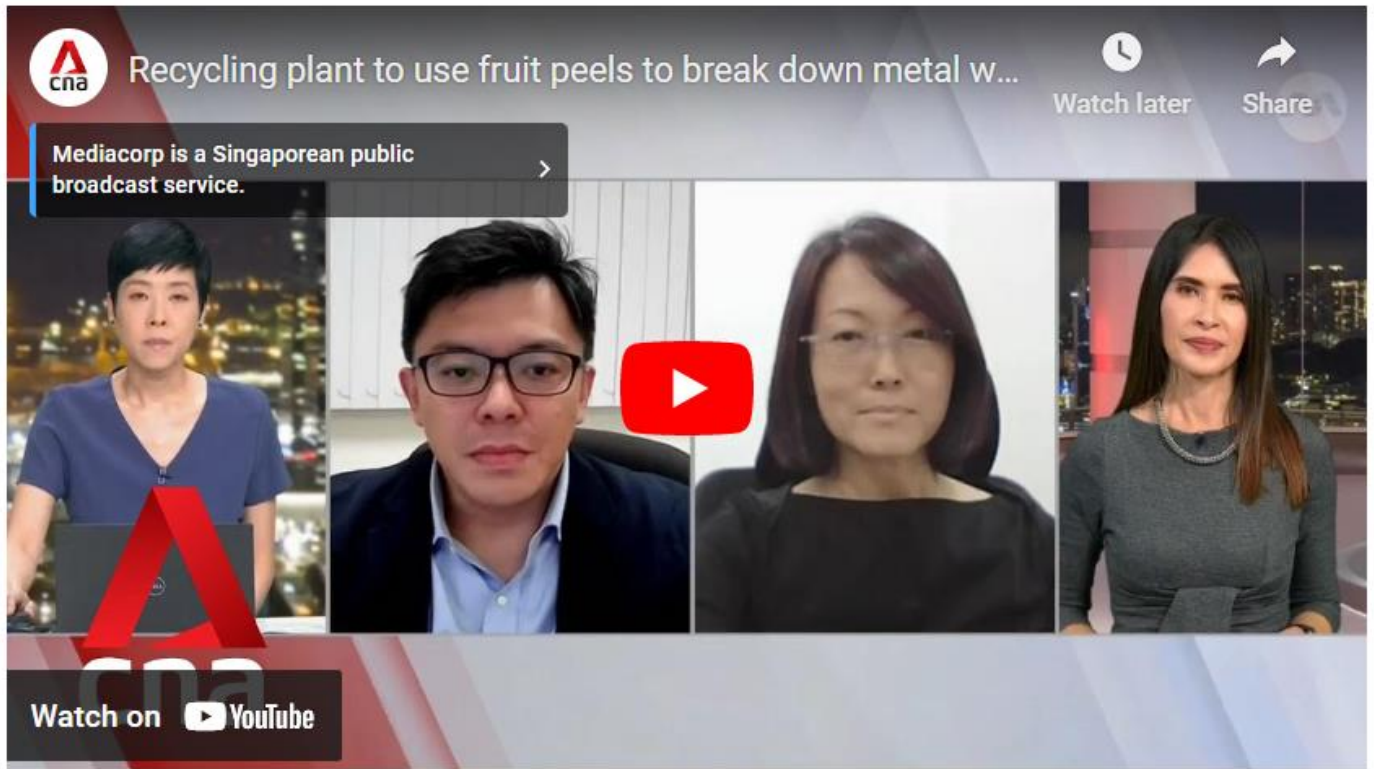 cna
Recycling plant to use fruit peels to break down metal w...
Watch later
Share
Mediacorp is a Singaporean public
broadcast service.
DELL
cna
Watch on YouTube